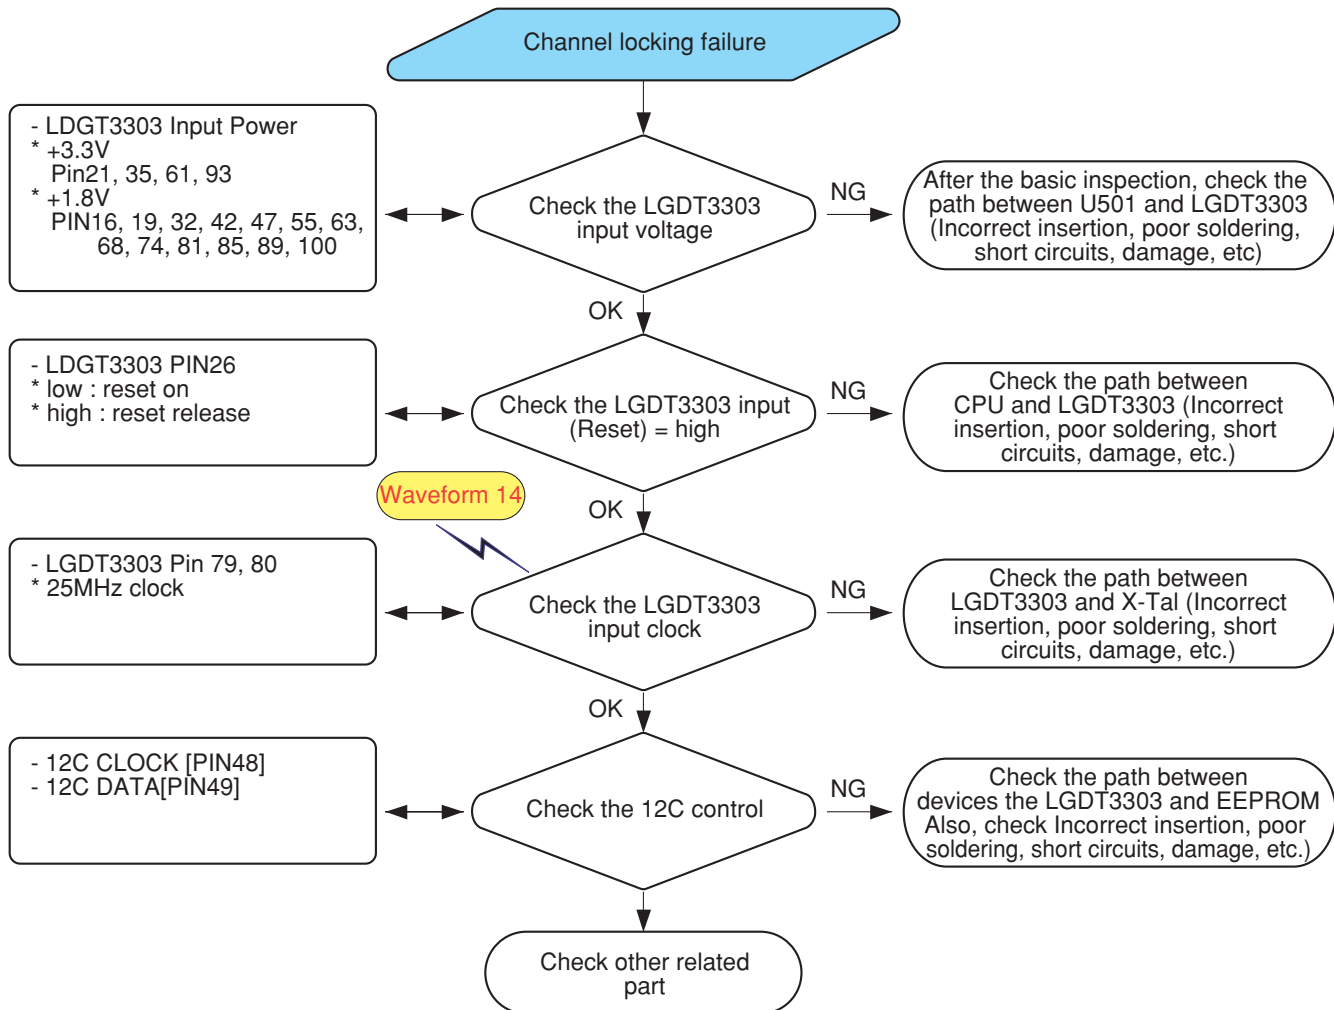 Channel locking failure
- LDGT3303 Input Power
* +3.3V
Pin21, 35, 61, 93
* +1.8V
PIN16, 19, 32, 42, 47, 55, 63,
68, 74, 81, 85, 89, 100
Check the LGDT3303
input voltage
NG
After the basic inspection, check the
path between U501 and LGDT3303
(Incorrect insertion, poor soldering,
short circuits, damage, etc)
OK
- LDGT3303 PIN26
* low : reset on
* high : reset release
Check the LGDT3303 input
(Reset) = high
NG
Check the path between
CPU and LGDT3303 (Incorrect
insertion, poor soldering, short
circuits, damage, etc.)
Waveform 14
OK
- LGDT3303 Pin 79, 80
* 25MHz clock
Check the LGDT3303
input clock
NG
Check the path between
LGDT3303 and X-Tal (Incorrect
insertion, poor soldering, short
circuits, damage, etc.)
OK
- 12C CLOCK [PIN48]
- 12C DATA[PIN49]
Check the 12C control
NG
Check the path between
devices the LGDT3303 and EEPROM
Also, check Incorrect insertion, poor
soldering, short circuits, damage, etc.)
Check other related
part